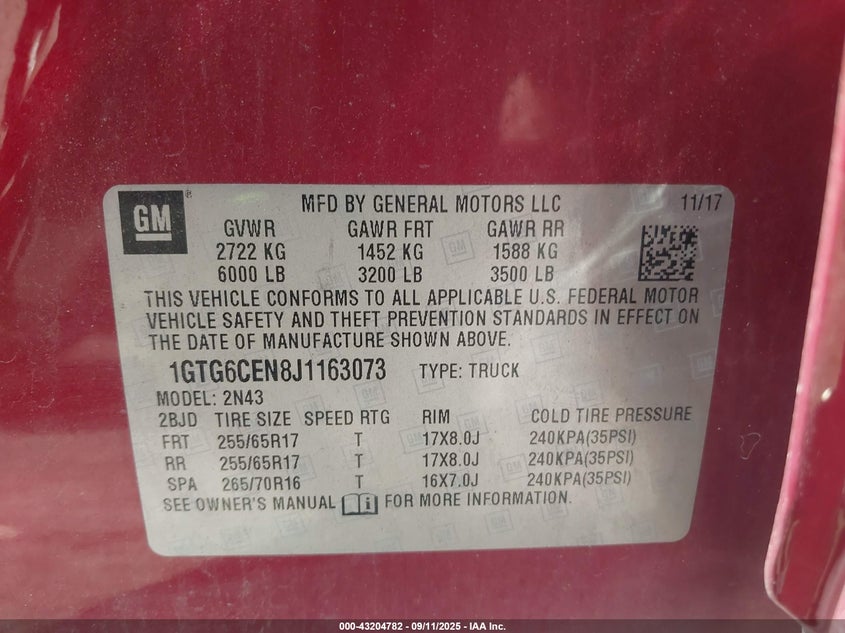 GM
MFD BY GENERAL MOTORS LLC 11/17
GVWR GAWR FRT GAWR RR
2722 KG 1452 KG 1588 KG
6000 LB 3200 LB 3500 LB
THIS VEHICLE CONFORMS TO ALL APPLICABLE U.S. FEDERAL MOTOR
VEHICLE SAFETY AND THEFT PREVENTION STANDARDS IN EFFECT ON
THE DATE OF MANUFACTURE SHOWN ABOVE.
1GTG6CEN8J1163073 TYPE: TRUCK
MODEL: 2N43
2BJD TIRE SIZE SPEED RTG RIM COLD TIRE PRESSURE
FRT 255/65R17 T 17X8.0J 240KPA(35PSI)
RR 255/65R17 T 17X8.0J 240KPA(35PSI)
SPA 265/70R16 T 16X7.0J 240KPA(35PSI)
SEE OWNER'S MANUAL FOR MORE INFORMATION.
000-43204782 - 09/11/2025 - IAA Inc.